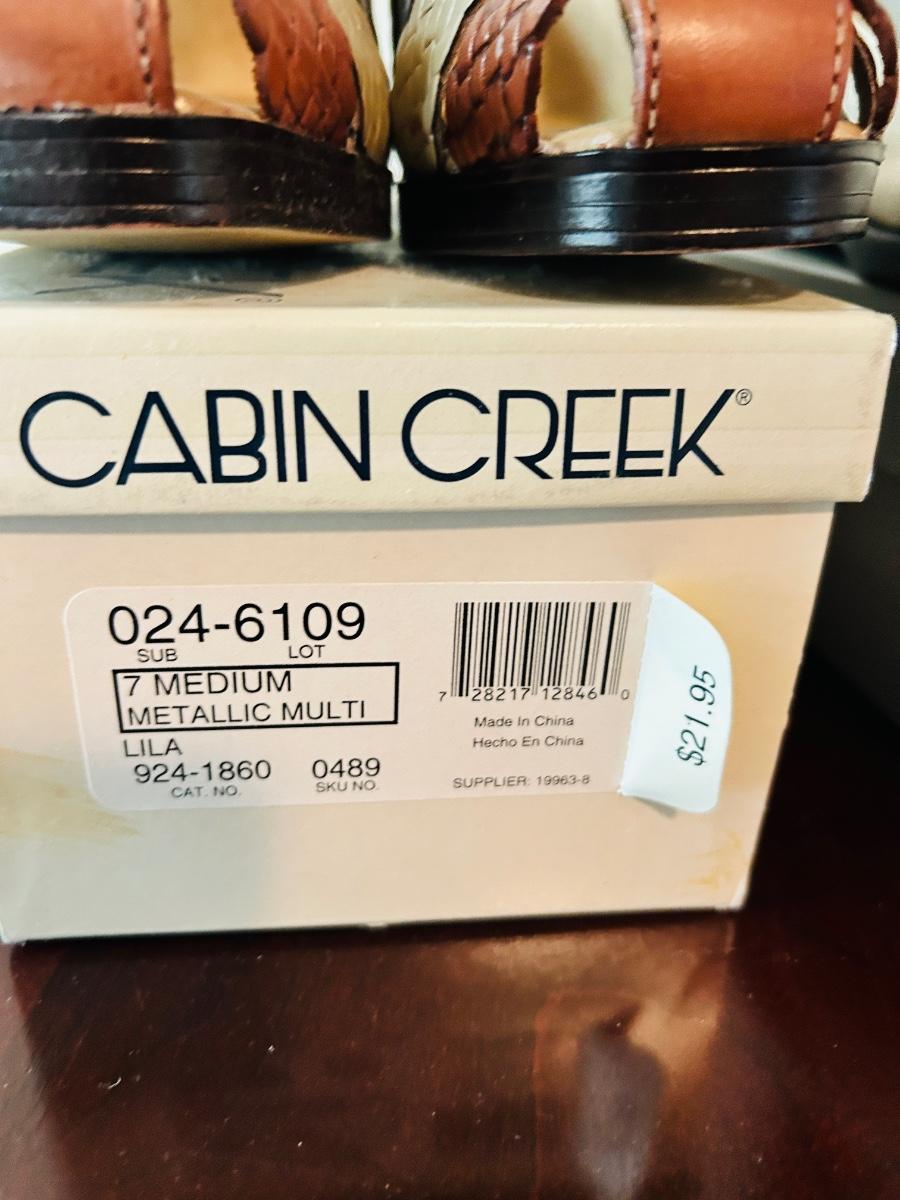 CABIN CREEK®
024-6109
SUB LOT
7 MEDIUM
METALLIC MULTI
LILA
924-1860 0489
CAT. NO. SKU NO.
7 28217 12846 0
Made In China
Hecho En China
SUPPLIER: 19963-8
$21.95